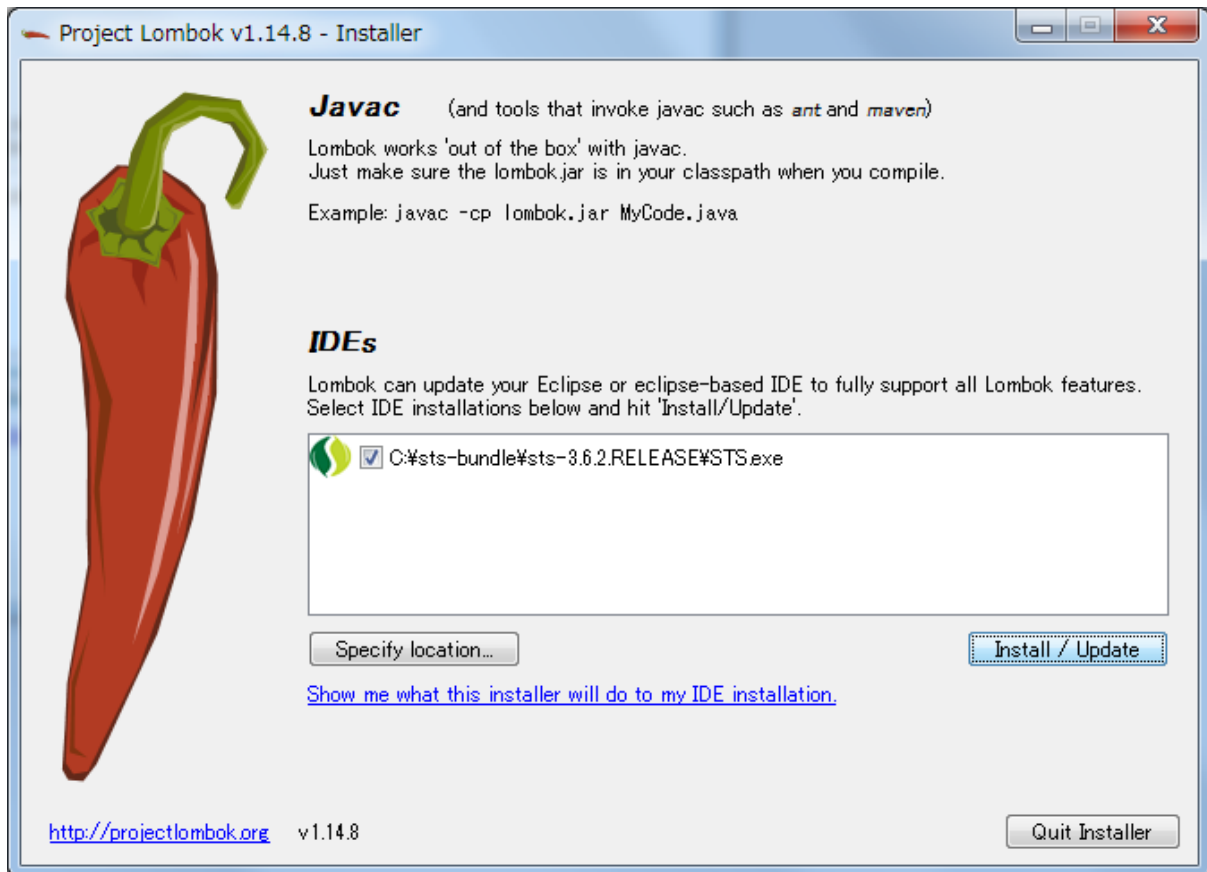 Project Lombok v1.14.8 - Installer
Javac (and tools that invoke javac such as ant and maven)
Lombok works 'out of the box' with javac.
Just make sure the lombok.jar is in your classpath when you compile.
Example: javac -cp lombok.jar MyCode.java
IDEs
Lombok can update your Eclipse or eclipse-based IDE to fully support all Lombok features.
Select IDE installations below and hit 'Install/Update'.
C:¥sts-bundle¥sts-3.6.2.RELEASE¥STS.exe
Specify location...
Install / Update
Show me what this installer will do to my IDE installation.
http://projectlombok.org v1.14.8
Quit Installer